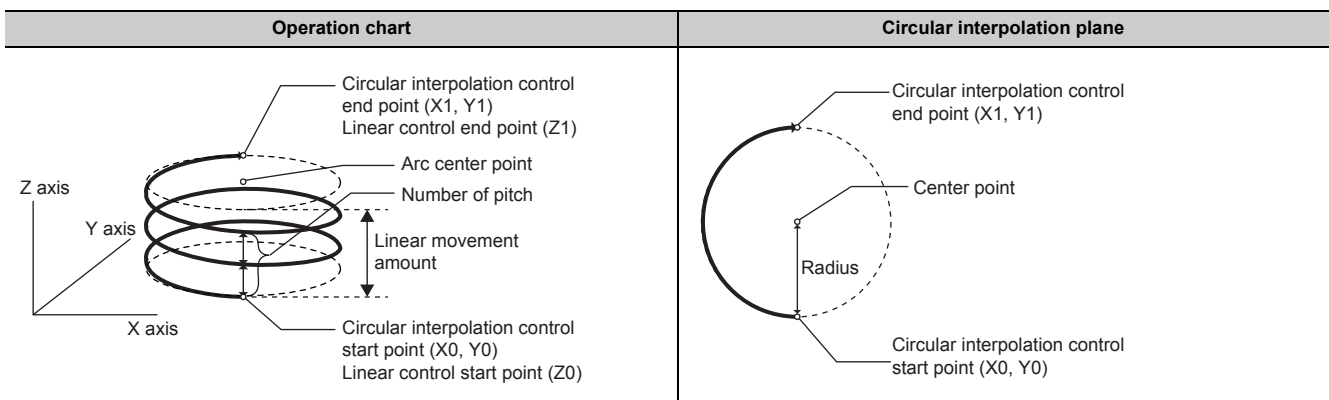 Operation chart
Circular interpolation plane
Circular interpolation control
end point (X1, Y1)
Linear control end point (Z1)
Arc center point
Number of pitch
Z axis
Y axis
Linear movement
amount
X axis
Circular interpolation control
start point (X0, Y0)
Linear control start point (Z0)
Circular interpolation control
end point (X1, Y1)
Center point
Radius
Circular interpolation control
start point (X0, Y0)